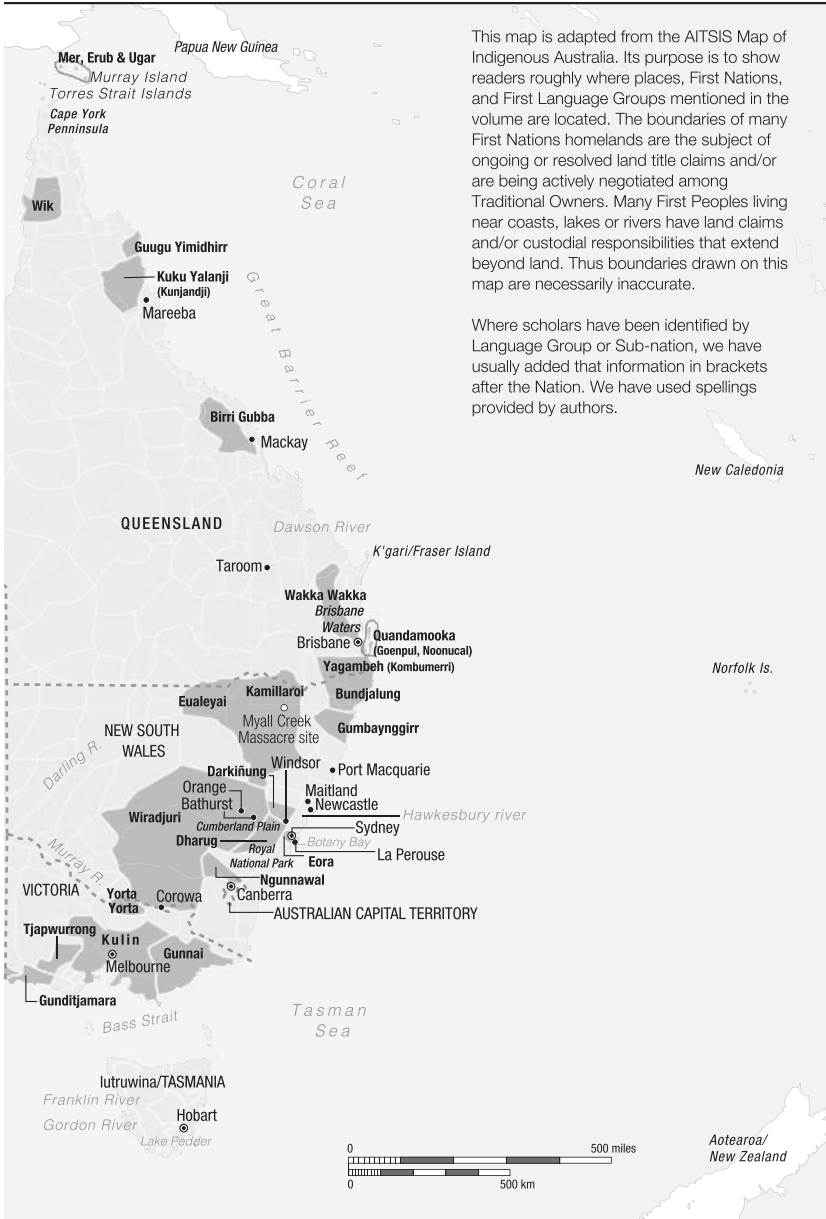 Papua New Guinea
Mer, Erub & Ugar
Murray Island
Torres Strait Islands
Cape York
Penninsula
This map is adapted from the AITSIS Map of
Indigenous Australia. Its purpose is to show
readers roughly where places, First Nations,
and First Language Groups mentioned in the
volume are located. The boundaries of many
First Nations homelands are the subject of
ongoing or resolved land title claims and/or
are being actively negotiated among
Traditional Owners. Many First Peoples living
near coasts, lakes or rivers have land claims
and/or custodial responsibilities that extend
beyond land. Thus boundaries drawn on this
map are necessarily inaccurate.
Where scholars have been identified by
Language Group or Sub-nation, we have
usually added that information in brackets
after the Nation. We have used spellings
provided by authors.
Coral
Sea
Wik
Guugu Yimidhirr
Kuku Yalanji
(Kunjandji)
Mareeba
Great Barrier Reef
Birri Gubba
Mackay
New Caledonia
QUEENSLAND
Dawson River
K'gari/Fraser Island
Taroom
Wakka Wakka
Brisbane
Waters
Brisbane
Quandamooka
(Goenpul, Noonucal)
Yagambeh (Kombumerri)
Norfolk Is.
Kamillaroi
Eualeyai
Bundjalung
Myall Creek
Massacre site
Gumbaynggirr
NEW SOUTH
WALES
Darling R.
Windsor
Darkiñung
Port Macquarie
Orange
Maitland
Bathurst
Newcastle
Wiradjuri
Cumberland Plain
Hawkesbury river
Sydney
Dharug
Royal
National Park
Botany Bay
Eora
La Perouse
Murray R.
Ngunnawal
VICTORIA
Yorta
Yorta
Corowa
Canberra
AUSTRALIAN CAPITAL TERRITORY
Tjapwurrong
Kulin
Gunnai
Melbourne
Gunditjamara
Bass Strait
Tasman
Sea
lutruwina/TASMANIA
Franklin River
Gordon River
Hobart
Lake Pedder
Aotearoa/
New Zealand
0 500 miles
0 500 km